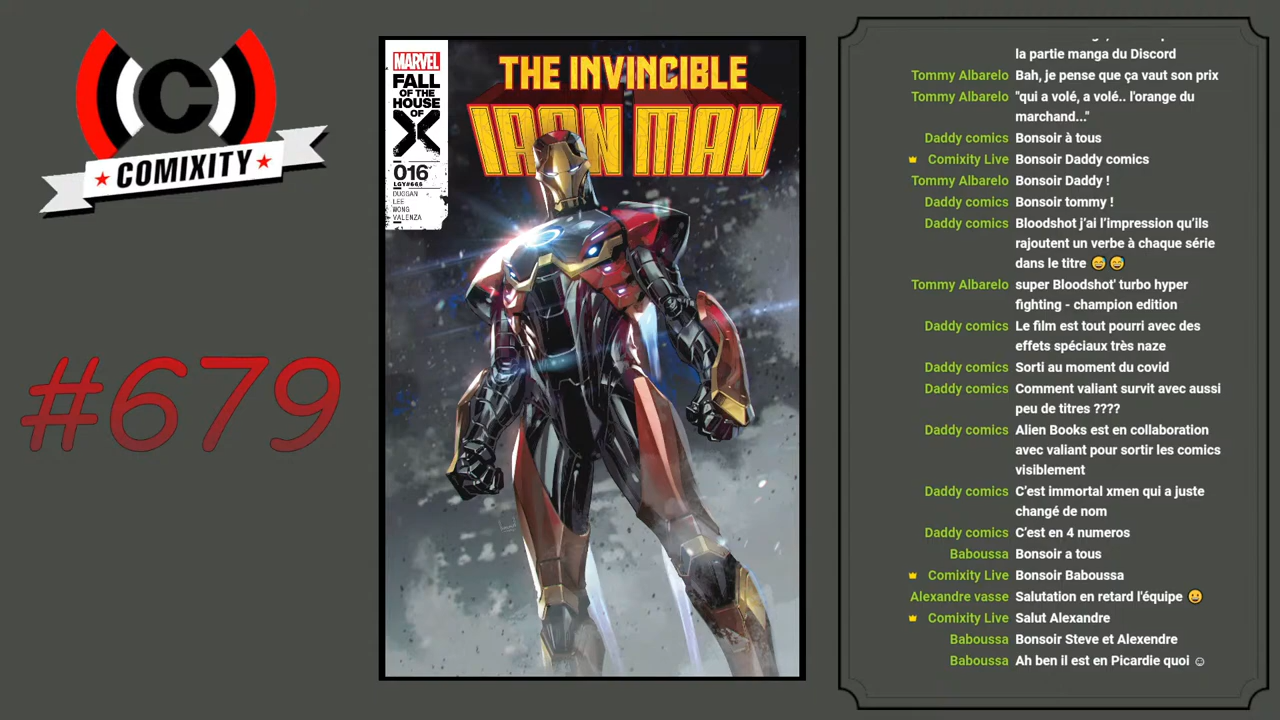 C
COMIXITY
#679
MARVEL
FALL
OF THE
HOUSE
OF
X
016
LGY#666
DUGGAN
LEE
WONG
VALENZA
THE INVINCIBLE
IRON MAN
la partie manga du Discord
Tommy Albarelo Bah, je pense que ça vaut son prix
Tommy Albarelo "qui a volé, a volé.. l'orange du
marchand..."
Daddy comics Bonsoir à tous
Comixity Live Bonsoir Daddy comics
Tommy Albarelo Bonsoir Daddy !
Daddy comics Bonsoir tommy !
Daddy comics Bloodshot j’ai l’impression qu’ils
rajoutent un verbe à chaque série
dans le titre 😅 😅
Tommy Albarelo super Bloodshot' turbo hyper
fighting - champion edition
Daddy comics Le film est tout pourri avec des
effets spéciaux très naze
Daddy comics Sorti au moment du covid
Daddy comics Comment valiant survit avec aussi
peu de titres ????
Daddy comics Alien Books est en collaboration
avec valiant pour sortir les comics
visiblement
Daddy comics C’est immortal xmen qui a juste
changé de nom
Daddy comics C’est en 4 numeros
Baboussa Bonsoir a tous
Comixity Live Bonsoir Baboussa
Alexandre vasse Salutation en retard l'équipe 😀
Comixity Live Salut Alexandre
Baboussa Bonsoir Steve et Alexendre
Baboussa Ah ben il est en Picardie quoi ☺